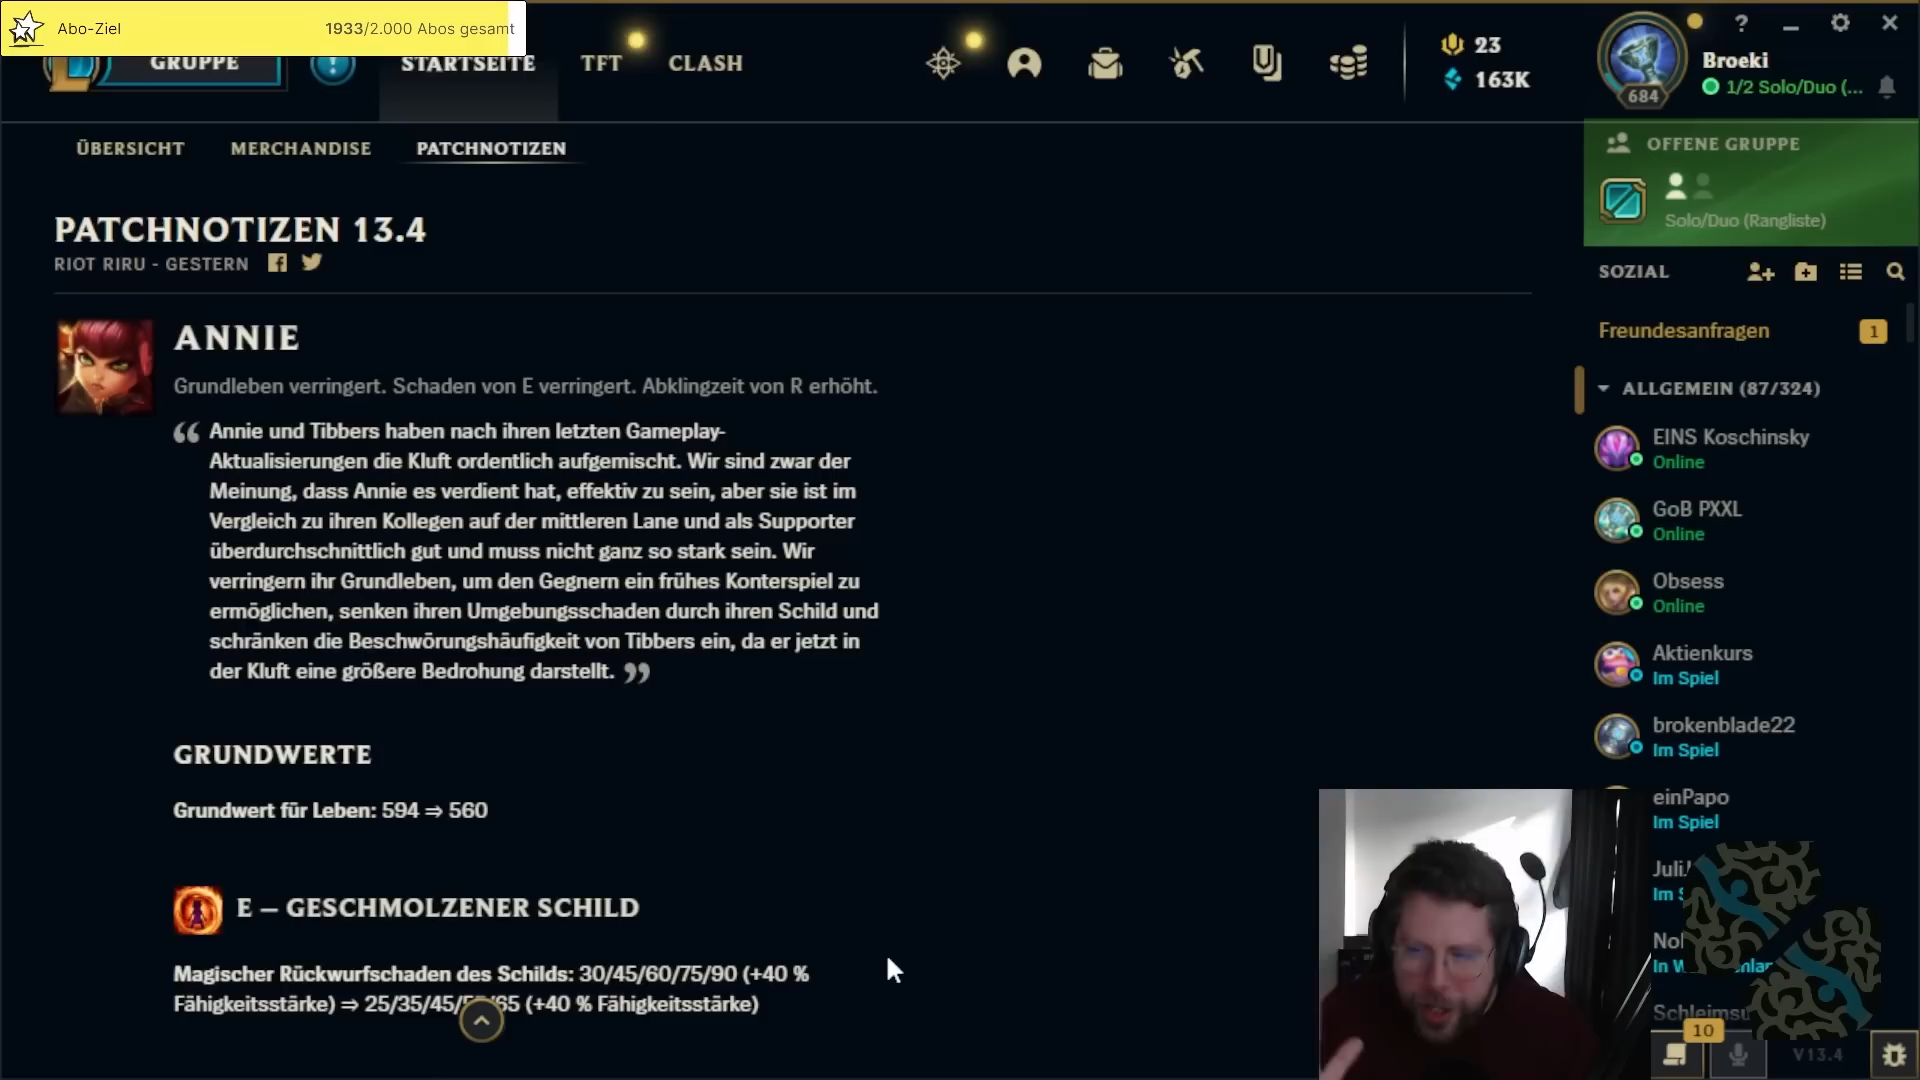 Abo-Ziel
1933/2.000 Abos gesamt
GRUPPE
STARTSEITE
TFT
CLASH
23
163K
684
Broeki
1/2 Solo/Duo (...
ÜBERSICHT
MERCHANDISE
PATCHNOTIZEN
PATCHNOTIZEN 13.4
RIOT RIRU - GESTERN
ANNIE
Grundleben verringert. Schaden von E verringert. Abklingzeit von R erhöht.
Annie und Tibbers haben nach ihren letzten Gameplay-
Aktualisierungen die Kluft ordentlich aufgemischt. Wir sind zwar der
Meinung, dass Annie es verdient hat, effektiv zu sein, aber sie ist im
Vergleich zu ihren Kollegen auf der mittleren Lane und als Supporter
überdurchschnittlich gut und muss nicht ganz so stark sein. Wir
verringern ihr Grundleben, um den Gegnern ein frühes Konterspiel zu
ermöglichen, senken ihren Umgebungsschaden durch ihren Schild und
schränken die Beschwörungshäufigkeit von Tibbers ein, da er jetzt in
der Kluft eine größere Bedrohung darstellt.
GRUNDWERTE
Grundwert für Leben: 594 ⇒ 560
E – GESCHMOLZENER SCHILD
Magischer Rückwurfschaden des Schilds: 30/45/60/75/90 (+40 %
Fähigkeitsstärke) ⇒ 25/35/45/55/65 (+40 % Fähigkeitsstärke)
OFFENE GRUPPE
Solo/Duo (Rangliste)
SOZIAL
Freundesanfragen
1
ALLGEMEIN (87/324)
EINS Koschinsky
Online
GoB PXXL
Online
Obsess
Online
Aktienkurs
Im Spiel
brokenblade22
Im Spiel
einPapo
Im Spiel
Im
10
V13.4